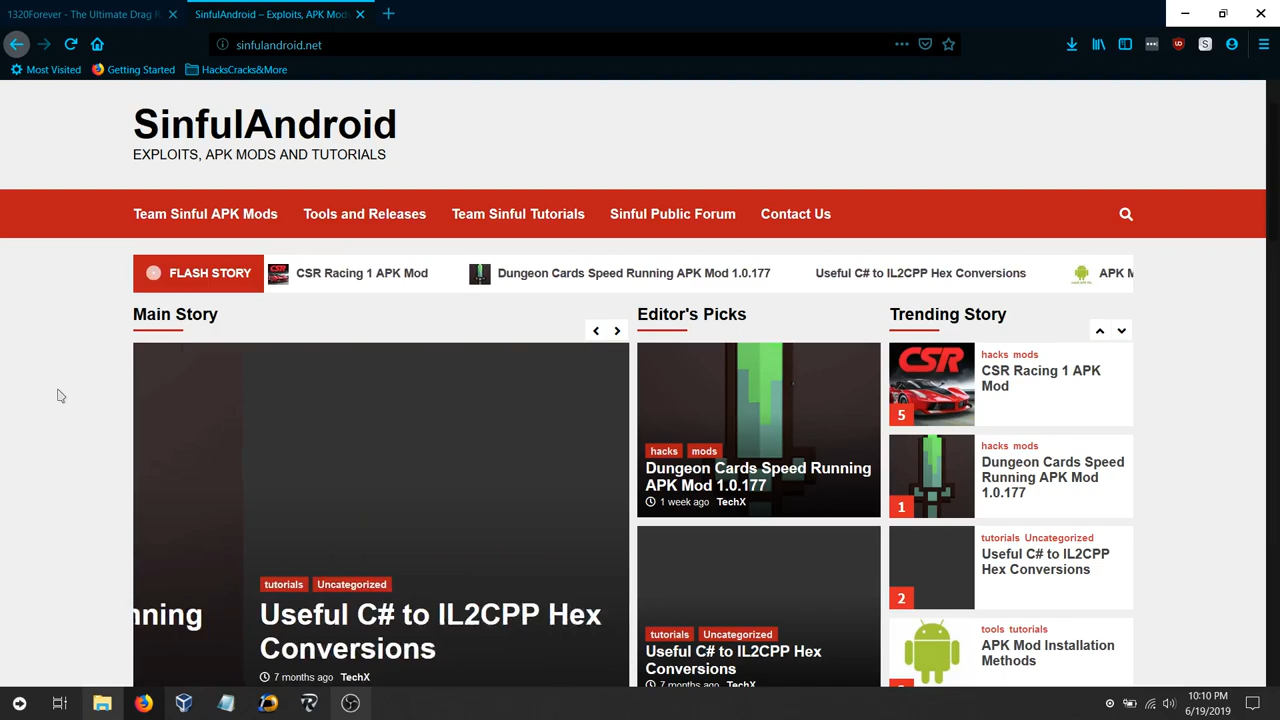 1320Forever - The Ultimate Drag R
SinfulAndroid – Exploits, APK Mods
sinfulandroid.net
Most Visited
Getting Started
HacksCracks&More
SinfulAndroid
EXPLOITS, APK MODS AND TUTORIALS
Team Sinful APK Mods
Tools and Releases
Team Sinful Tutorials
Sinful Public Forum
Contact Us
FLASH STORY
CSR Racing 1 APK Mod
Dungeon Cards Speed Running APK Mod 1.0.177
Useful C# to IL2CPP Hex Conversions
APK M
Main Story
nning
tutorials Uncategorized
Useful C# to IL2CPP Hex
Conversions
7 months ago TechX
Editor's Picks
hacks mods
Dungeon Cards Speed Running
APK Mod 1.0.177
1 week ago TechX
tutorials Uncategorized
Useful C# to IL2CPP Hex
Conversions
7 months ago TechX
Trending Story
CSR
5
hacks mods
CSR Racing 1 APK
Mod
1
hacks mods
Dungeon Cards Speed
Running APK Mod
1.0.177
2
tutorials Uncategorized
Useful C# to IL2CPP
Hex Conversions
tools tutorials
APK Mod Installation
Methods
10:10 PM
6/19/2019